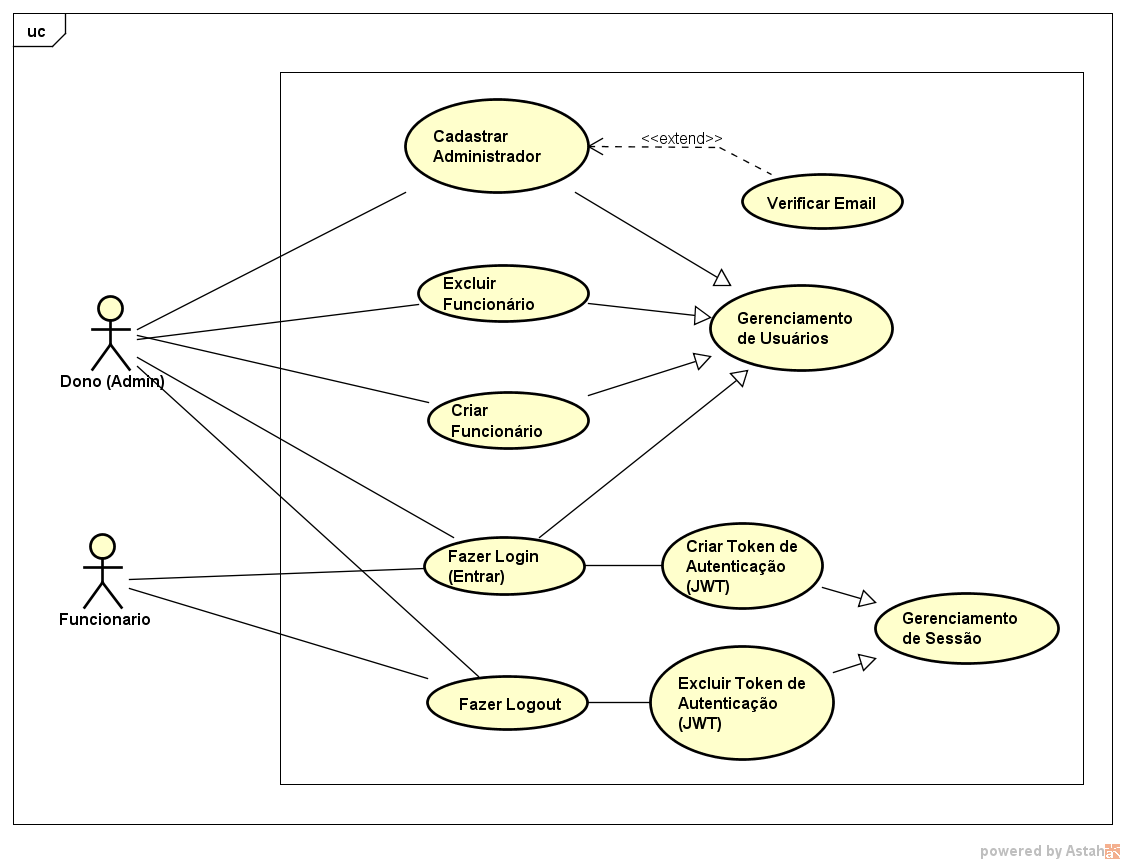 uc
Cadastrar
Administrador
<<extend>>
Verificar Email
Excluir
Funcionário
Gerenciamento
de Usuários
Dono (Admin)
Criar
Funcionário
Fazer Login
(Entrar)
Criar Token de
Autenticação
(JWT)
Funcionario
Gerenciamento
de Sessão
Fazer Logout
Excluir Token de
Autenticação
(JWT)
powered by Astah